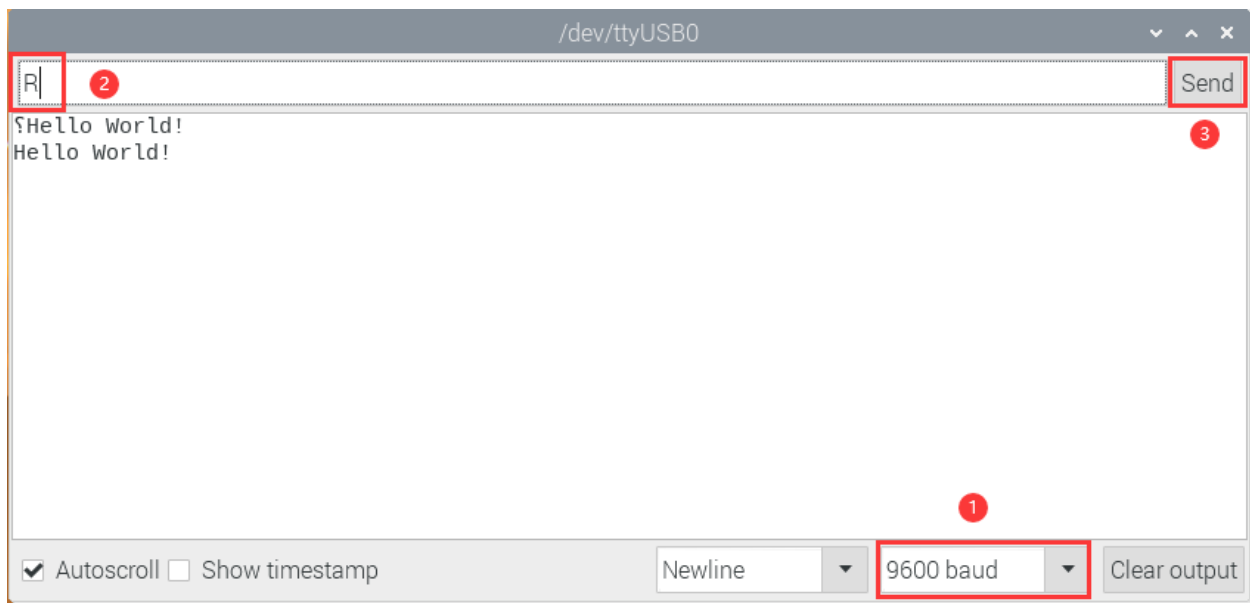 /dev/ttyUSB0
R
2
Send
⸮Hello World!
3
Hello World!
1
Autoscroll
Show timestamp
Newline
9600 baud
Clear output